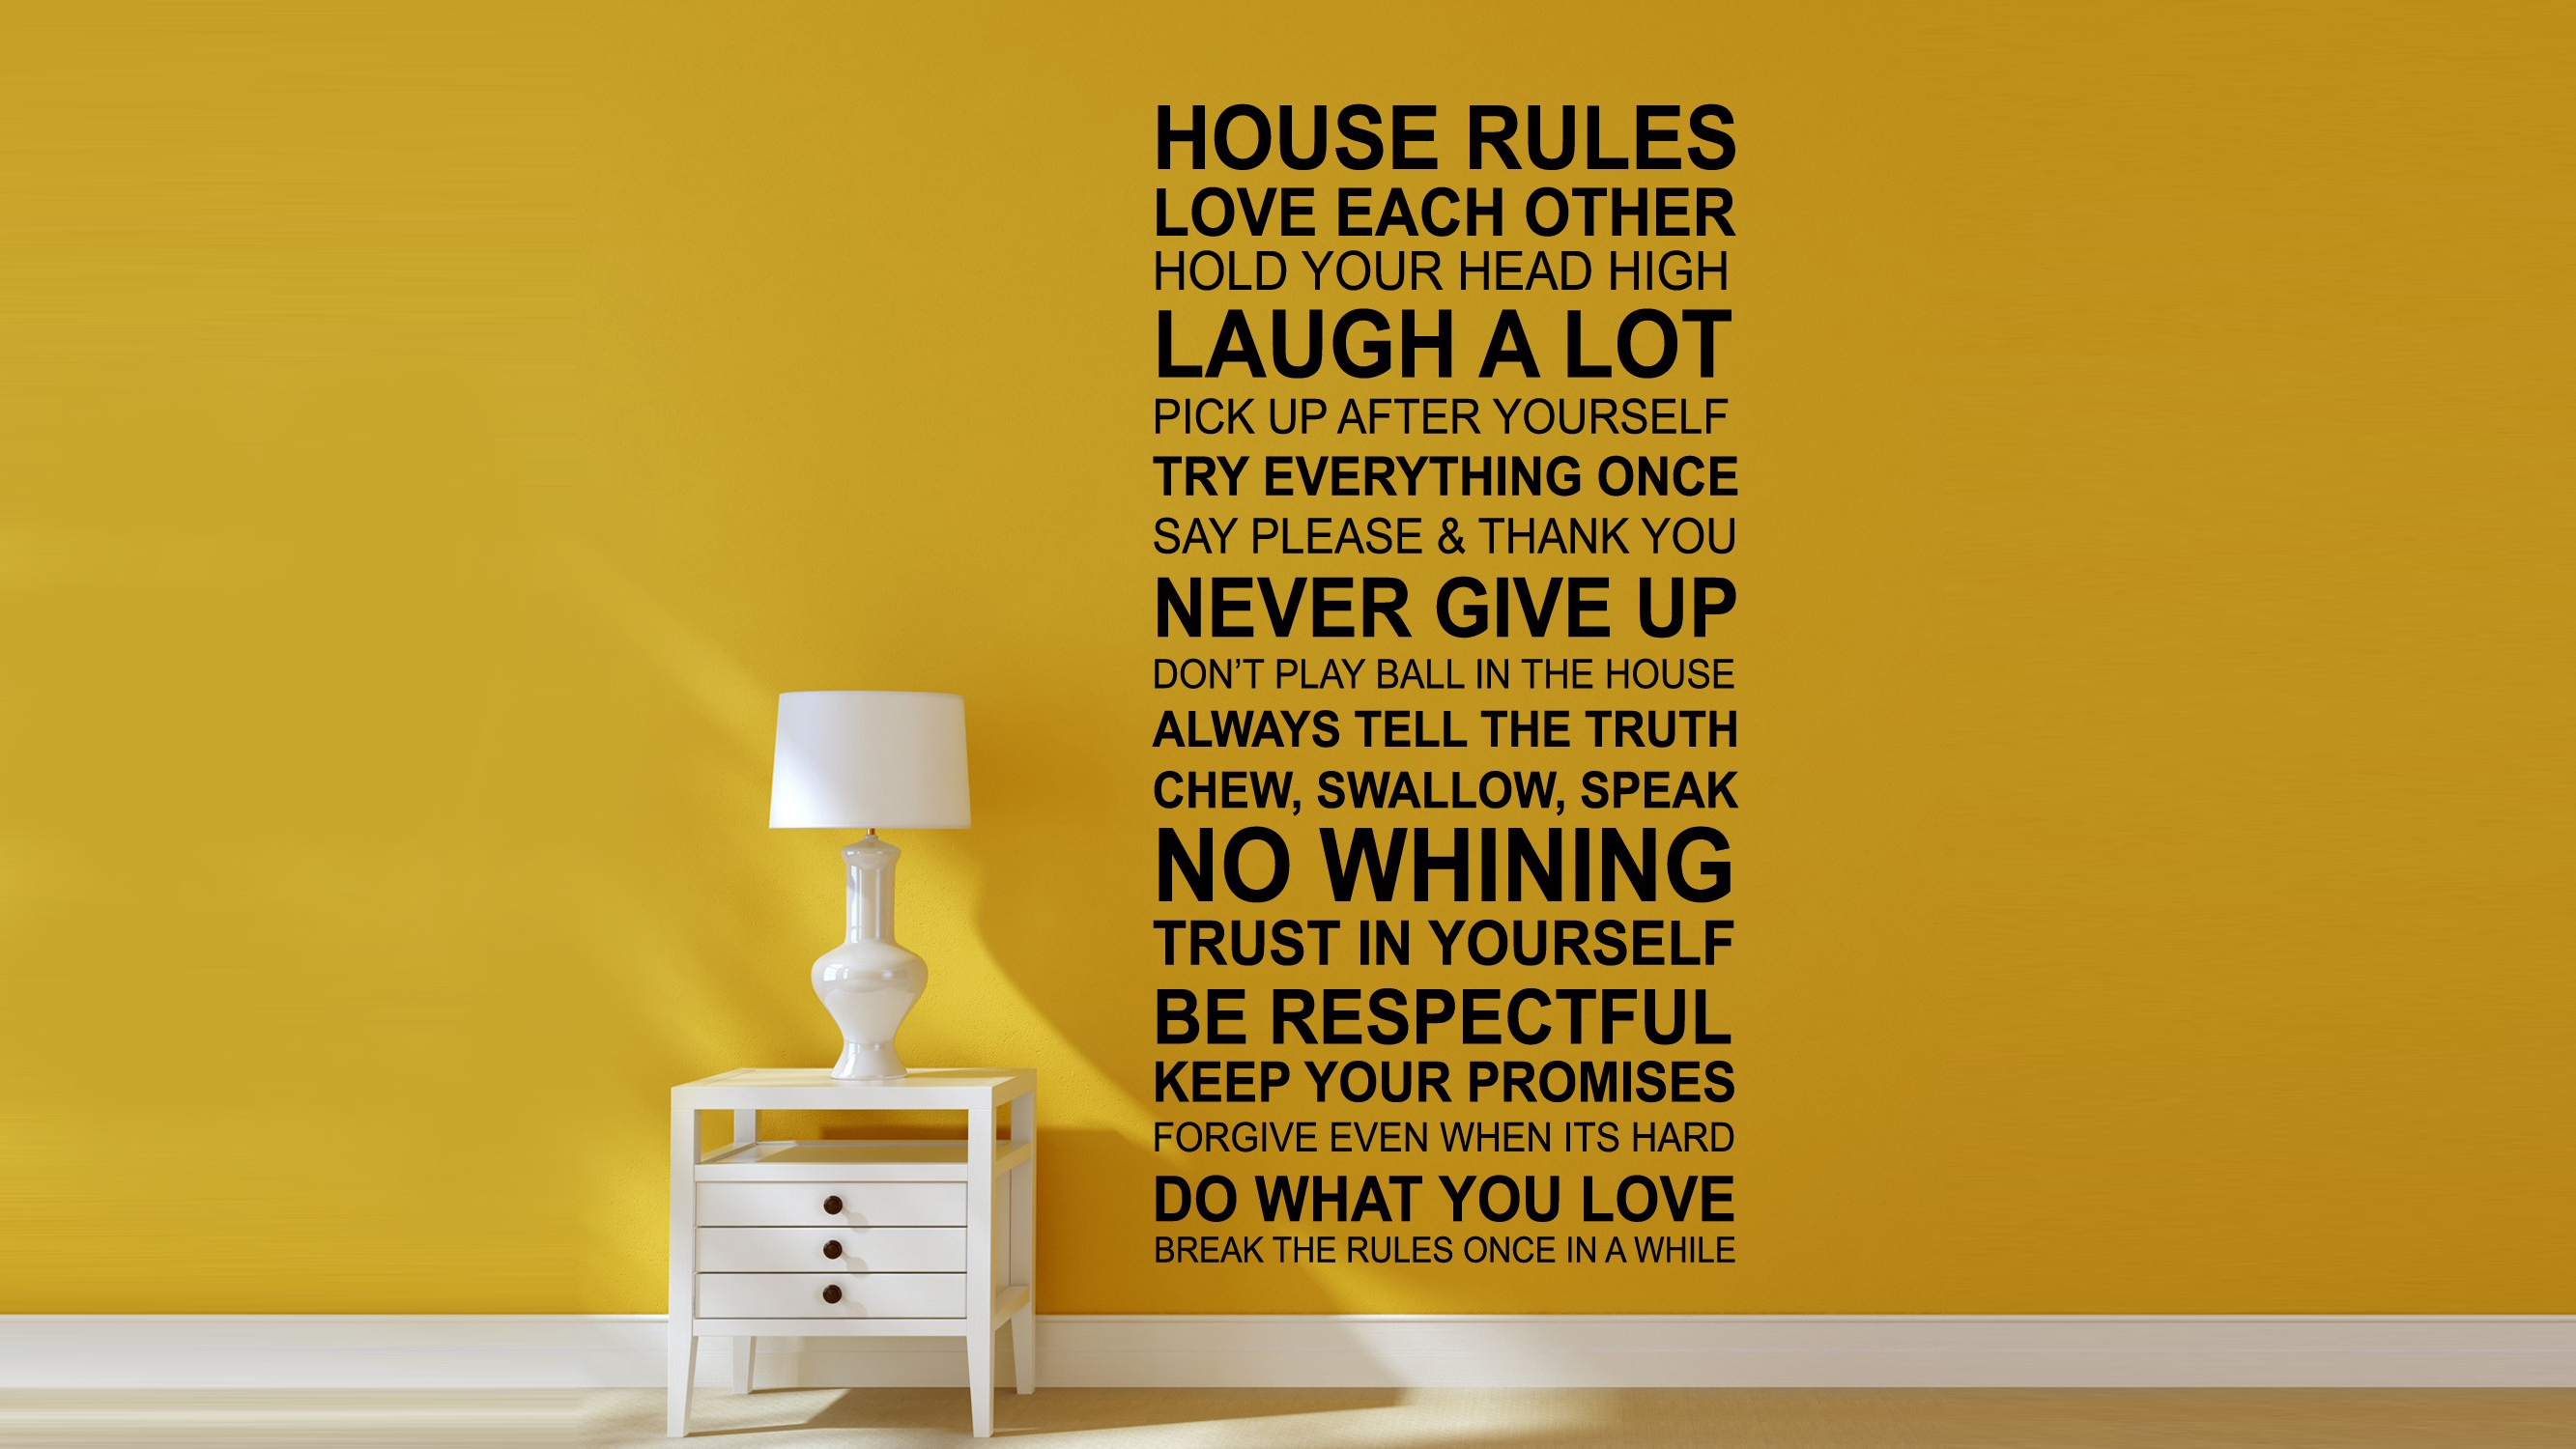 HOUSE RULES
LOVE EACH OTHER
HOLD YOUR HEAD HIGH
LAUGH A LOT
PICK UP AFTER YOURSELF
TRY EVERYTHING ONCE
SAY PLEASE & THANK YOU
NEVER GIVE UP
DON’T PLAY BALL IN THE HOUSE
ALWAYS TELL THE TRUTH
CHEW, SWALLOW, SPEAK
NO WHINING
TRUST IN YOURSELF
BE RESPECTFUL
KEEP YOUR PROMISES
FORGIVE EVEN WHEN ITS HARD
DO WHAT YOU LOVE
BREAK THE RULES ONCE IN A WHILE